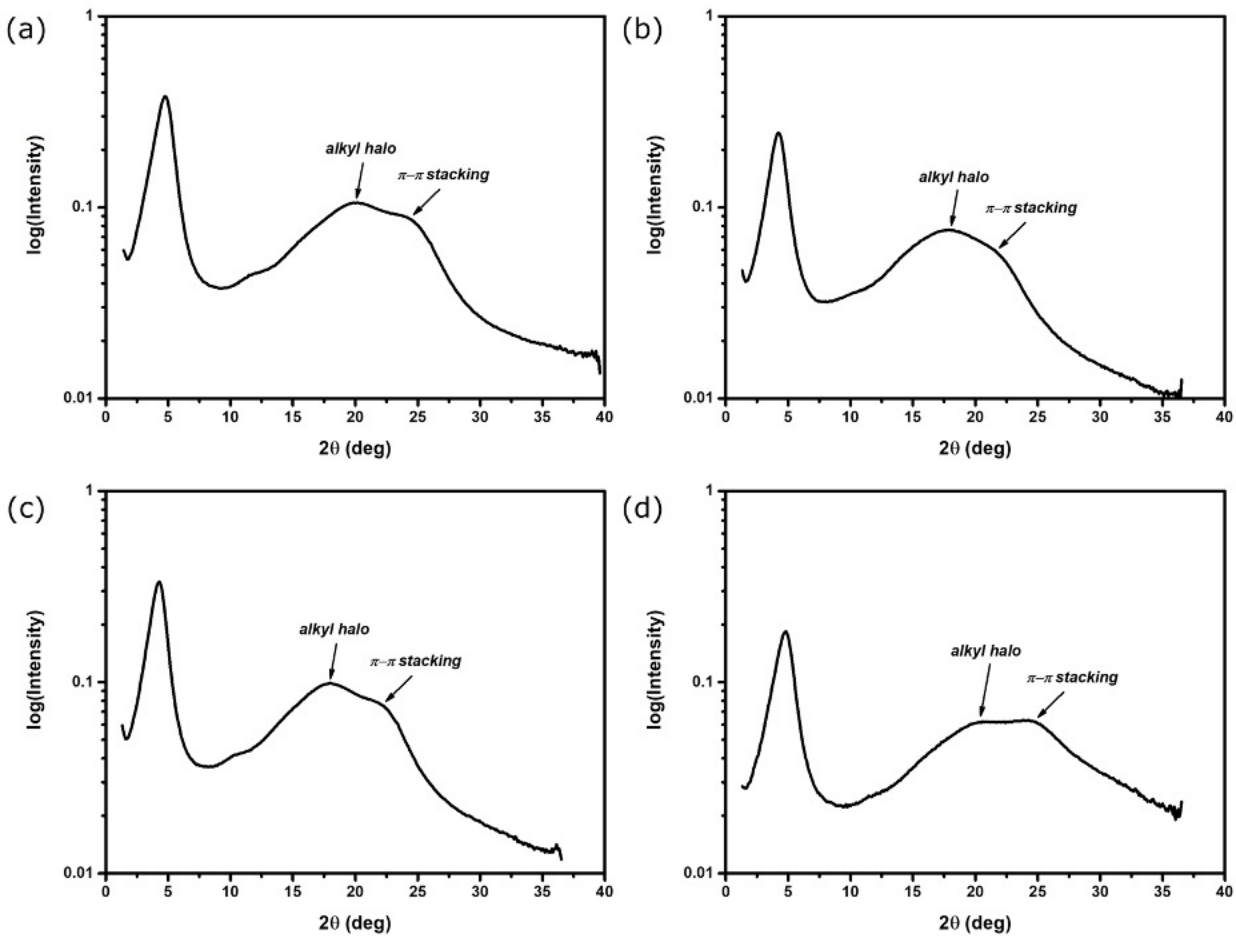 (a)
1
0.1
0.01
log(Intensity)
alkyl halo
π–π stacking
0 5 10 15 20 25 30 35 40
2θ (deg)
(b)
1
0.1
0.01
log(Intensity)
alkyl halo
π–π stacking
0 5 10 15 20 25 30 35 40
2θ (deg)
(c)
1
0.1
0.01
log(Intensity)
alkyl halo
π–π stacking
0 5 10 15 20 25 30 35 40
2θ (deg)
(d)
1
0.1
0.01
log(Intensity)
alkyl halo
π–π stacking
0 5 10 15 20 25 30 35 40
2θ (deg)